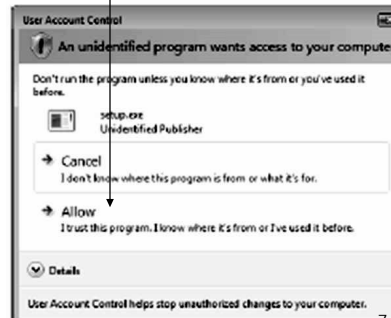 User Account Control
An unidentified program wants access to your compute
Don't run the program unless you know where it's from or you've used it
before.
setup.exe
Unidentified Publisher
Cancel
I don't know where this program is from or what it's for.
Allow
I trust this program. I know where it's from or I've used it before.
Details
User Account Control helps stop unauthorized changes to your computer.
7